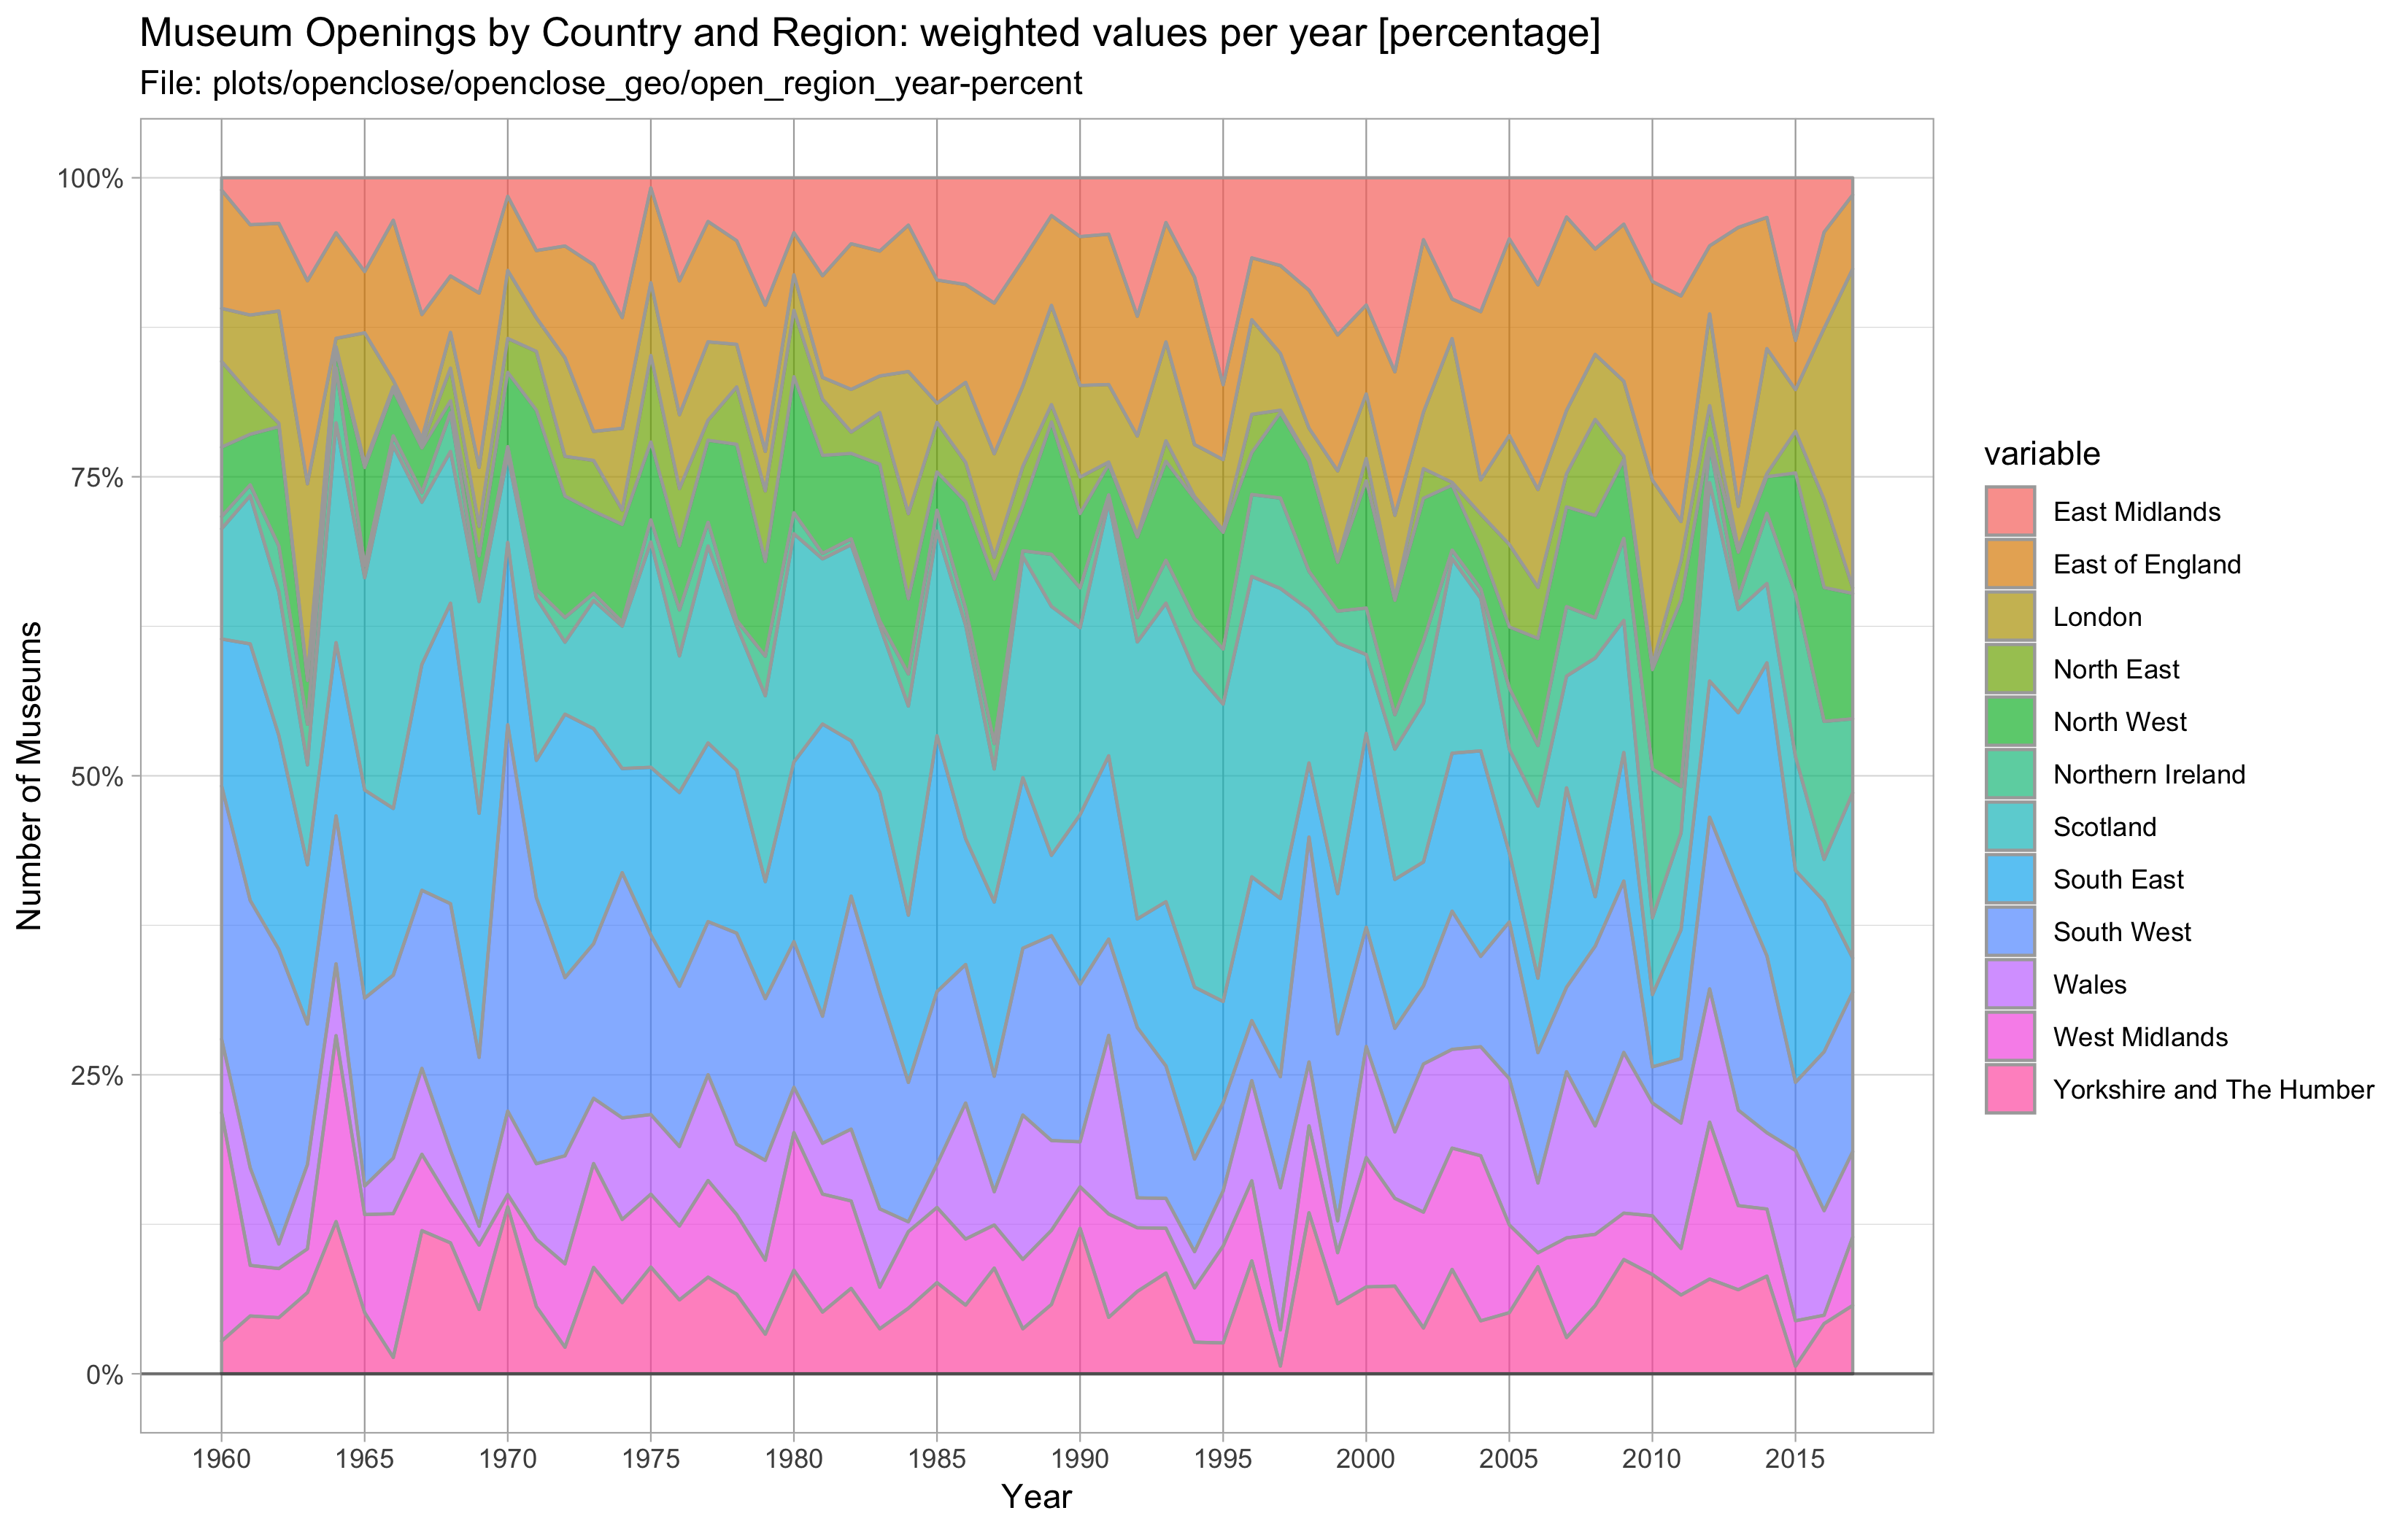 Museum Openings by Country and Region: weighted values per year [percentage]
File: plots/openclose/openclose_geo/open_region_year-percent
Number of Museums
100%
75%
50%
25%
0%
1960 1965 1970 1975 1980 1985 1990 1995 2000 2005 2010 2015
Year
variable
East Midlands
East of England
London
North East
North West
Northern Ireland
Scotland
South East
South West
Wales
West Midlands
Yorkshire and The Humber